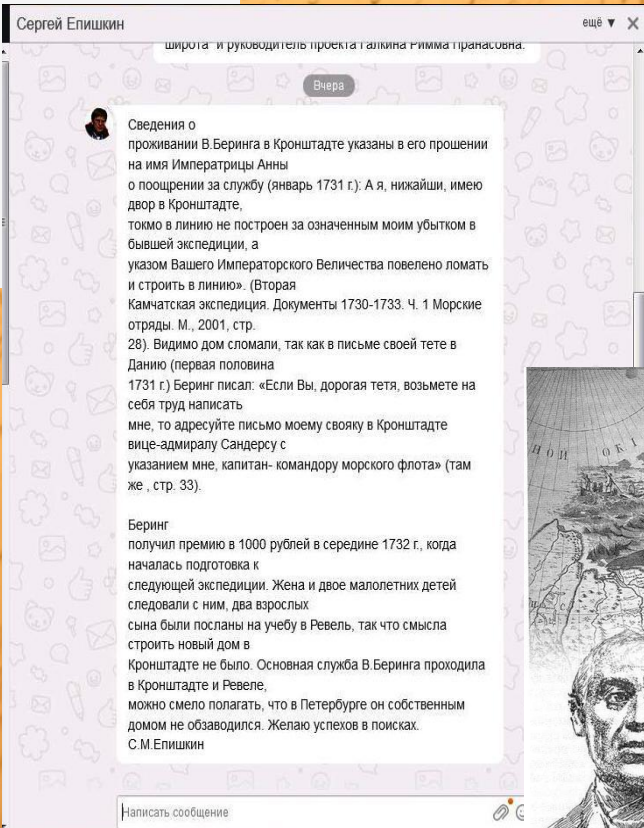 Сергей Епишкин
ещё ▼
широта" и руководитель проекта Галкина Римма
Вчера
Сведения о
проживании В.Беринга в Кронштадте указаны в его прошении
на имя Императрицы Анны
о поощрении за службу (январь 1731 г.): А я, нижайши, имею
двор в Кронштадте,
токмо в линию не построен за означенным моим убытком в
бывшей экспедиции, а
указом Вашего Императорского Величества повелено ломать
и строить в линию». (Вторая
Камчатская экспедиция. Документы 1730-1733. Ч. 1 Морские
отряды. М., 2001, стр.
28). Видимо дом сломали, так как в письме своей тете в
Данию (первая половина
1731 г.) Беринг писал: «Если Вы, дорогая тетя, возьмете на
себя труд написать
мне, то адресуйте письмо моему свояку в Кронштадте
вице-адмиралу Сандерсу с
указанием мне, капитан- командору морского флота» (там
же , стр. 33).
Беринг
получил премию в 1000 рублей в середине 1732 г., когда
началась подготовка к
следующей экспедиции. Жена и двое малолетних детей
следовали с ним, два взрослых
сына были посланы на учебу в Ревель, так что смысла
строить новый дом в
Кронштадте не было. Основная служба В.Беринга проходила
в Кронштадте и Ревеле,
можно смело полагать, что в Петербурге он собственным
домом не обзаводился. Желаю успехов в поисках.
С.М.Епишкин
Написать сообщение